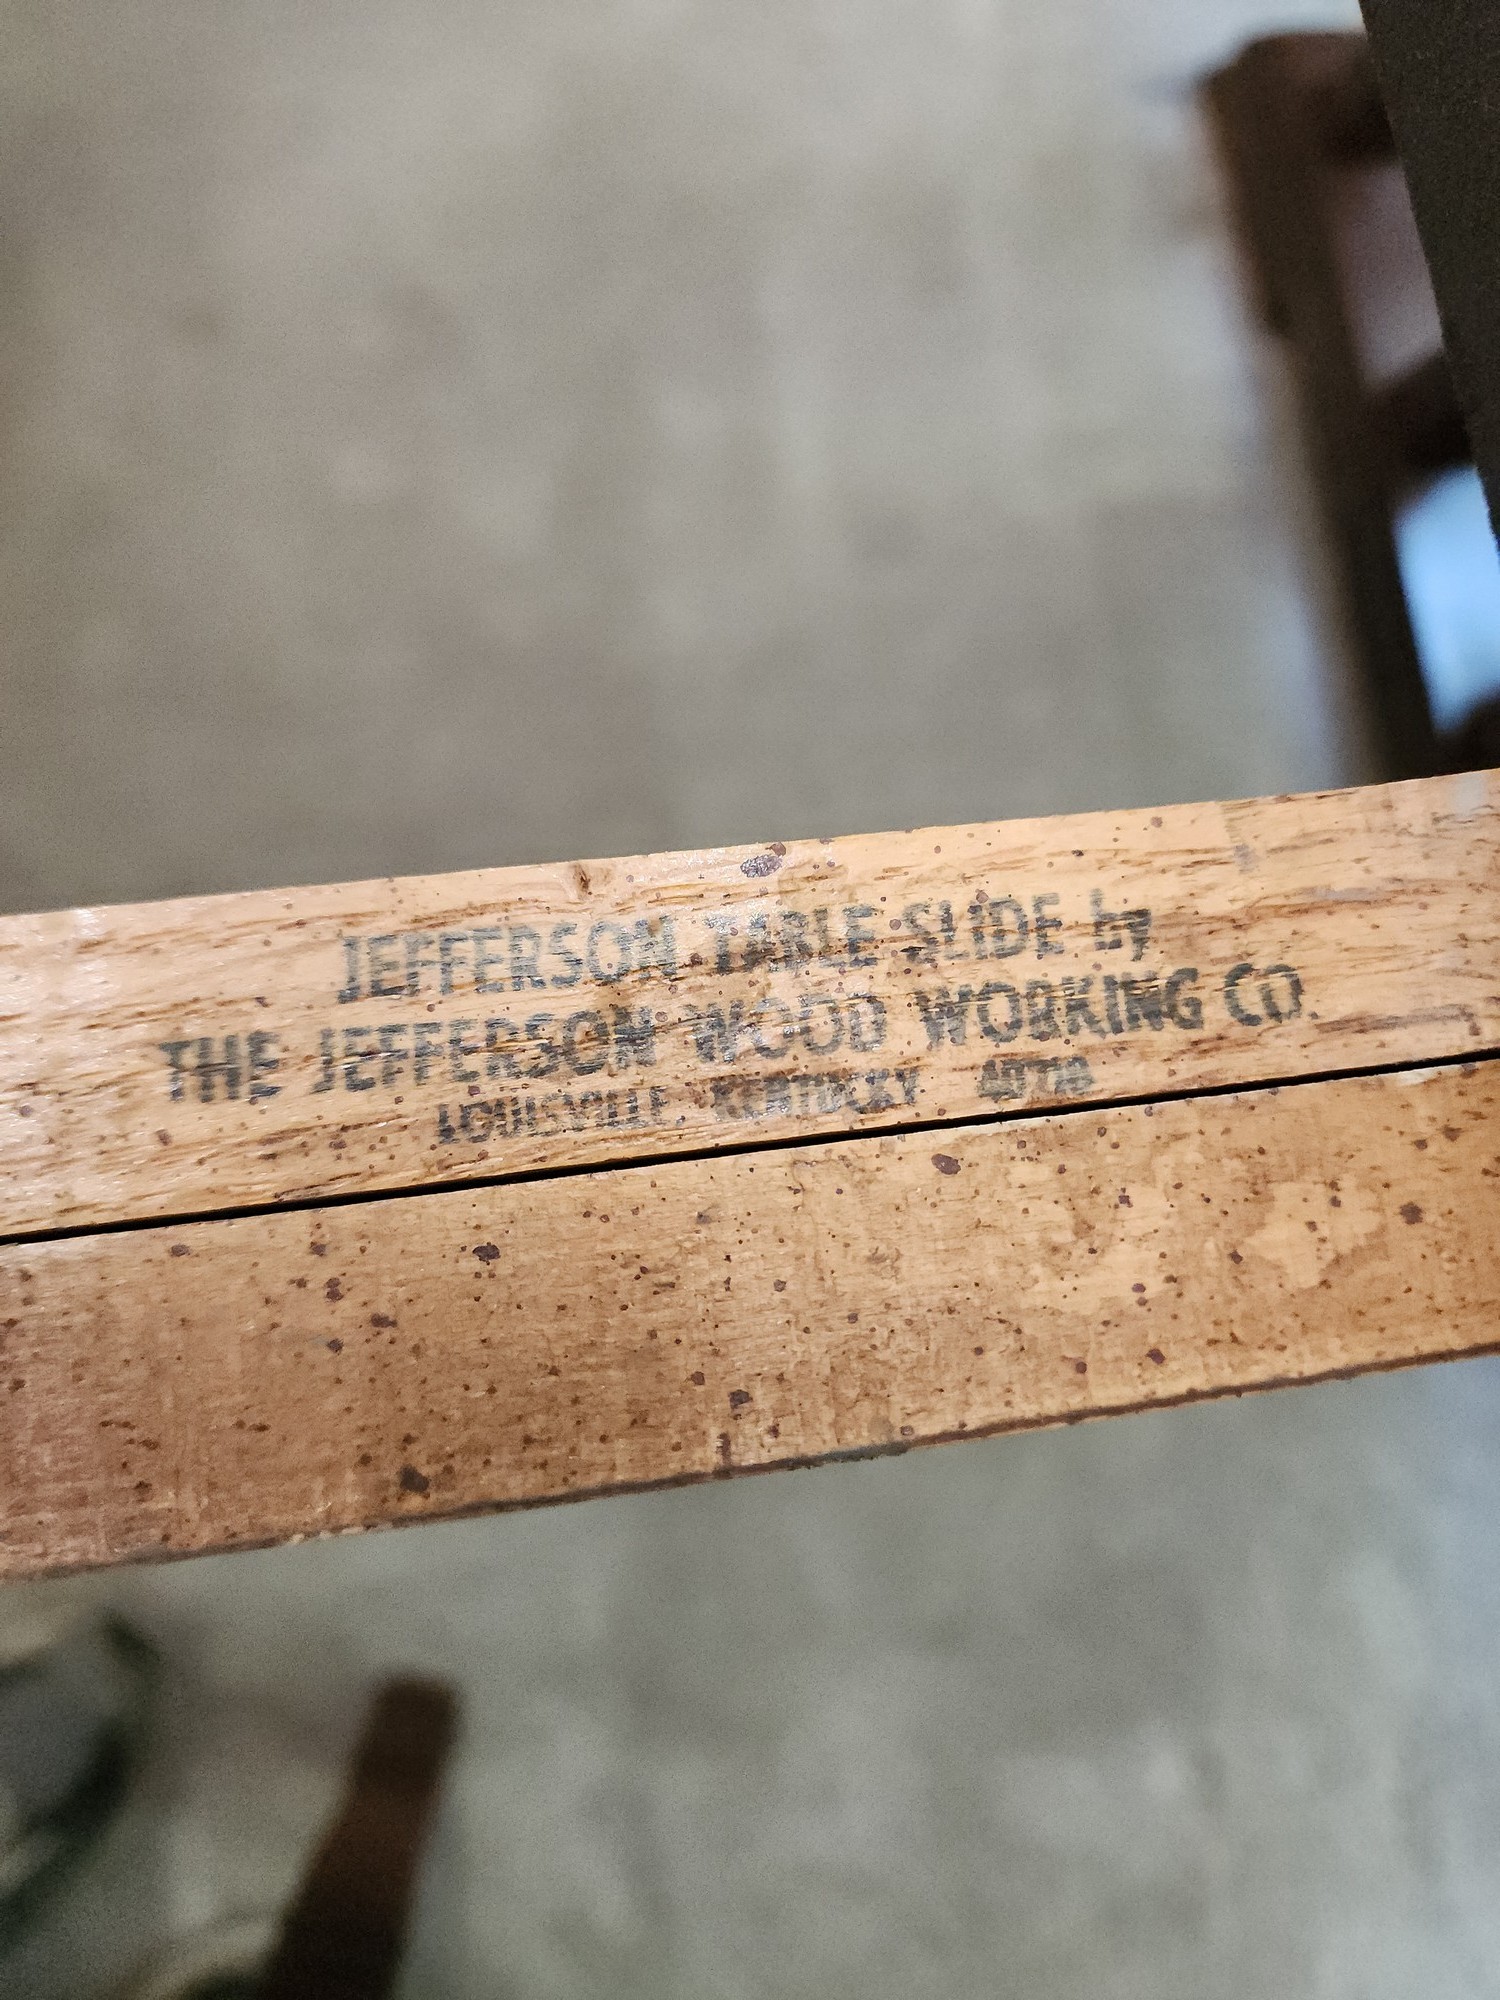 JEFFERSON TABLE SLIDE by
THE JEFFERSON WOOD WORKING CO.
LOUISVILLE, KENTUCKY